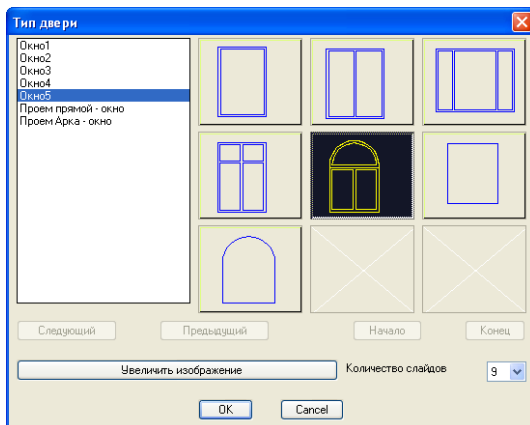 Тип двери
Окно1
Окно2
Окно3
Окно4
Окно5
Проем прямой - окно
Проем Арка - окно
Следующий Предыдущий Начало Конец
Увеличить изображение Количество слайдов 9
OK Cancel